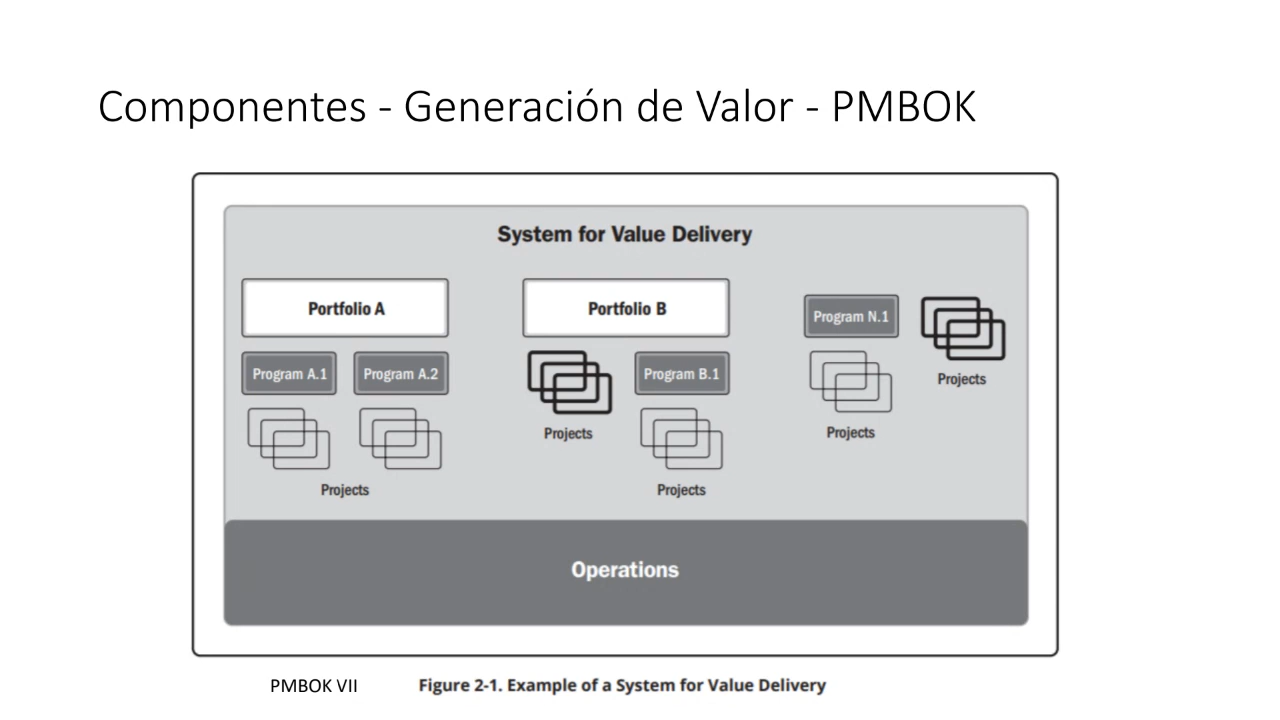 Componentes - Generación de Valor - PMBOK
System for Value Delivery
Portfolio A
Portfolio B
Program N.1
Projects
Program A.1
Program A.2
Program B.1
Projects
Projects
Projects
Projects
Operations
PMBOK VII
Figure 2-1. Example of a System for Value Delivery